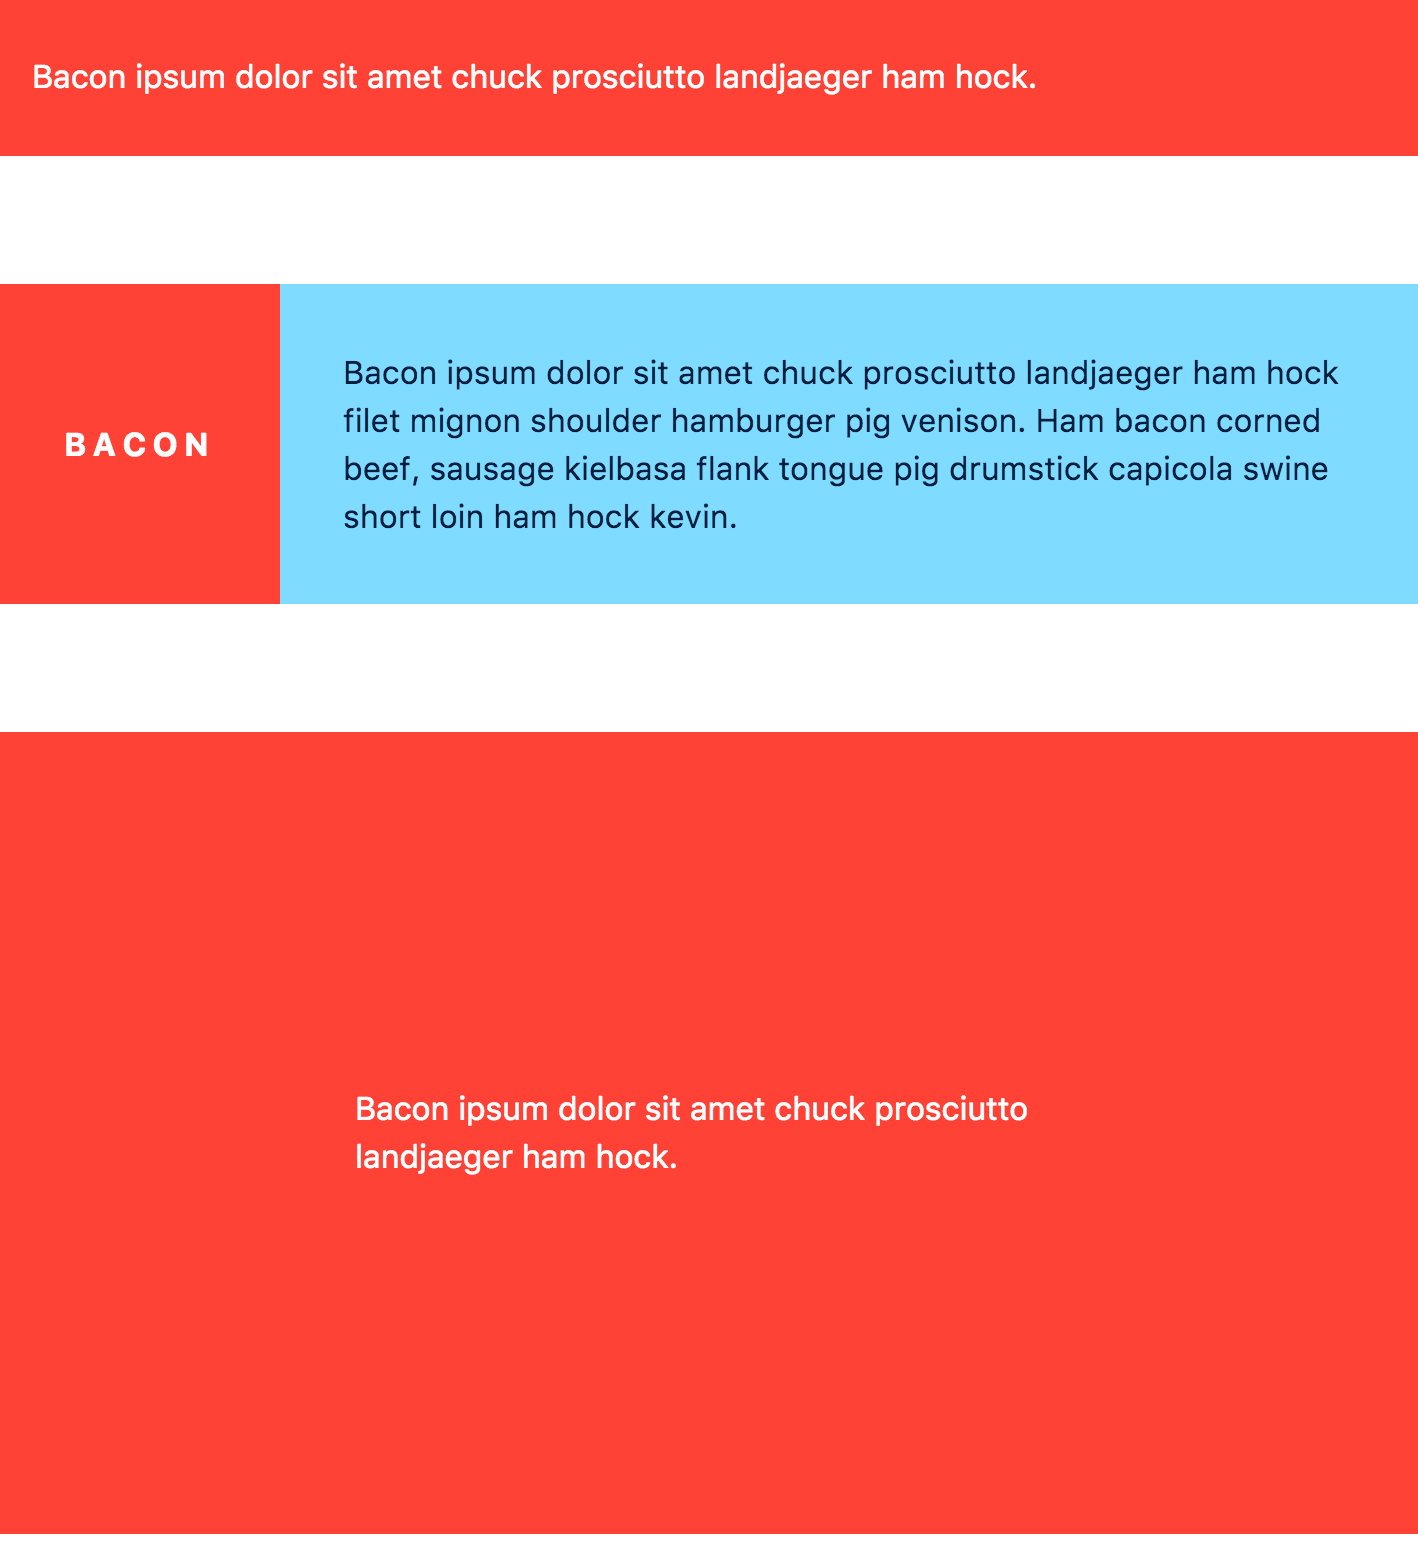 Bacon ipsum dolor sit amet chuck prosciutto landjaeger ham hock.
BACON
Bacon ipsum dolor sit amet chuck prosciutto landjaeger ham hock
filet mignon shoulder hamburger pig venison. Ham bacon corned
beef, sausage kielbasa flank tongue pig drumstick capicola swine
short loin ham hock kevin.
Bacon ipsum dolor sit amet chuck prosciutto
landjaeger ham hock.